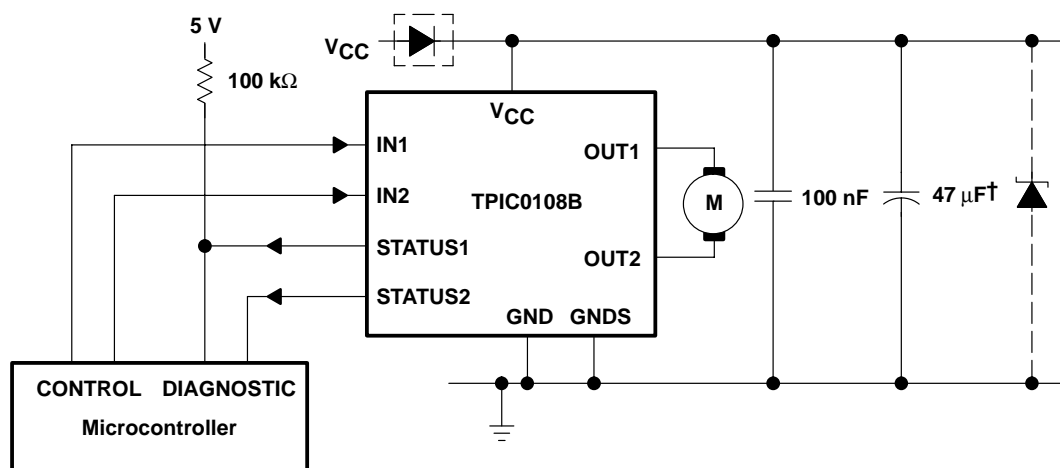 5 V
100 kΩ
VCC
VCC
IN1
IN2
STATUS1
STATUS2
TPIC0108B
OUT1
OUT2
GND GNDS
M
100 nF
47 µF†
CONTROL DIAGNOSTIC
Microcontroller